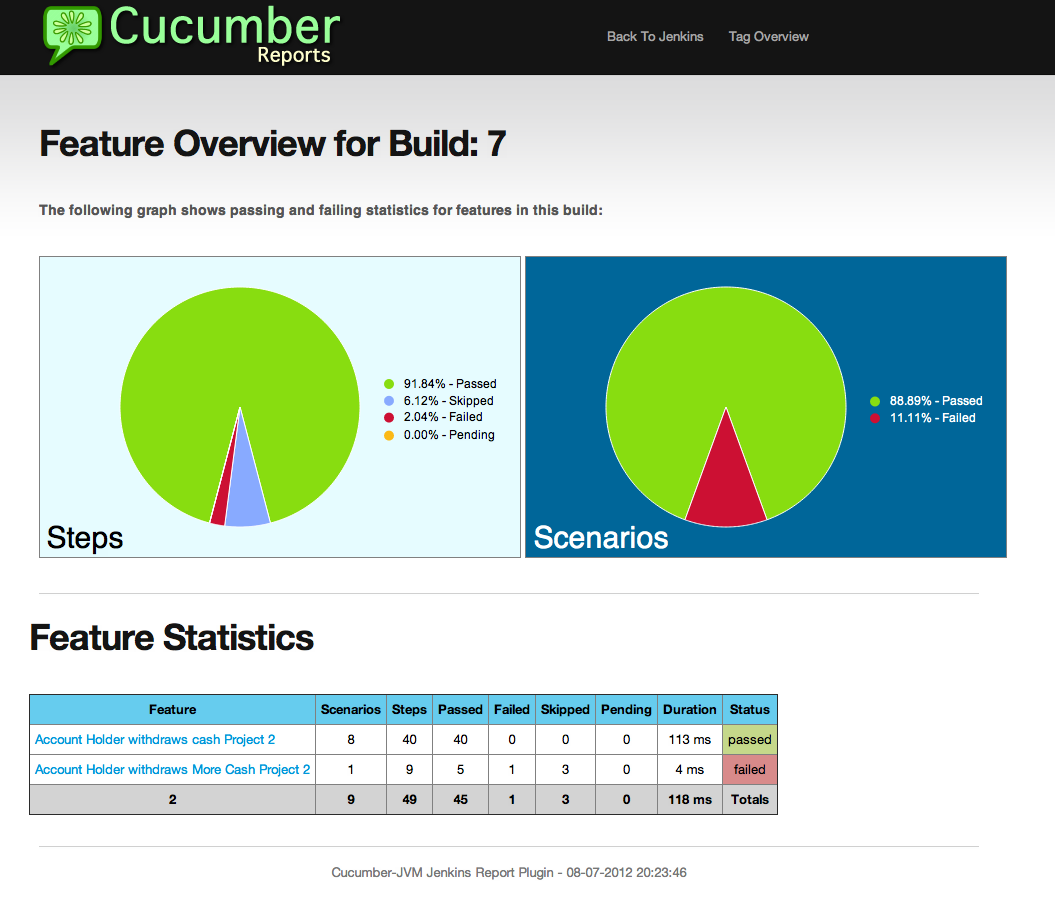 Cucumber
Reports
Back To Jenkins Tag Overview
Feature Overview for Build: 7
The following graph shows passing and failing statistics for features in this build:
91.84% - Passed
6.12% - Skipped
2.04% - Failed
0.00% - Pending
Steps
88.89% - Passed
11.11% - Failed
Scenarios
Feature Statistics
Feature Scenarios Steps Passed Failed Skipped Pending Duration Status
Account Holder withdraws cash Project 2 8 40 40 0 0 0 113 ms passed
Account Holder withdraws More Cash Project 2 1 9 5 1 3 0 4 ms failed
2 9 49 45 1 3 0 118 ms Totals
Cucumber-JVM Jenkins Report Plugin - 08-07-2012 20:23:46